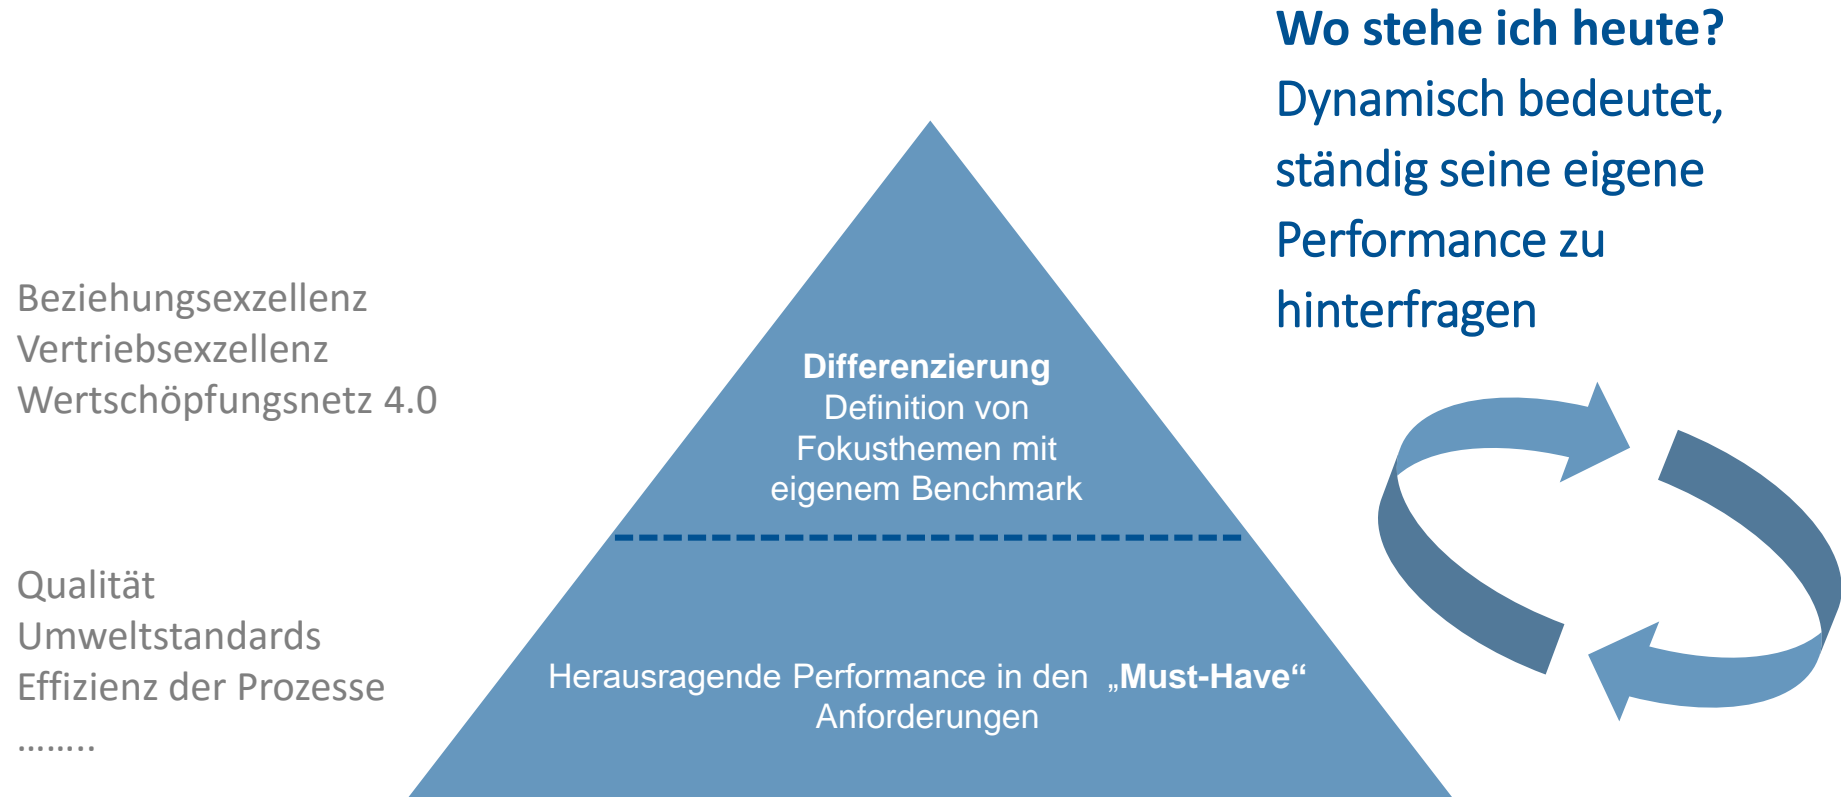 Wo stehe ich heute?
Dynamisch bedeutet,
ständig seine eigene
Performance zu
hinterfragen
Beziehungsexzellenz
Vertriebsexzellenz
Wertschöpfungsnetz 4.0
Differenzierung
Definition von
Fokusthemen mit
eigenem Benchmark
Qualität
Umweltstandards
Effizienz der Prozesse
……..
Herausragende Performance in den „Must-Have“
Anforderungen